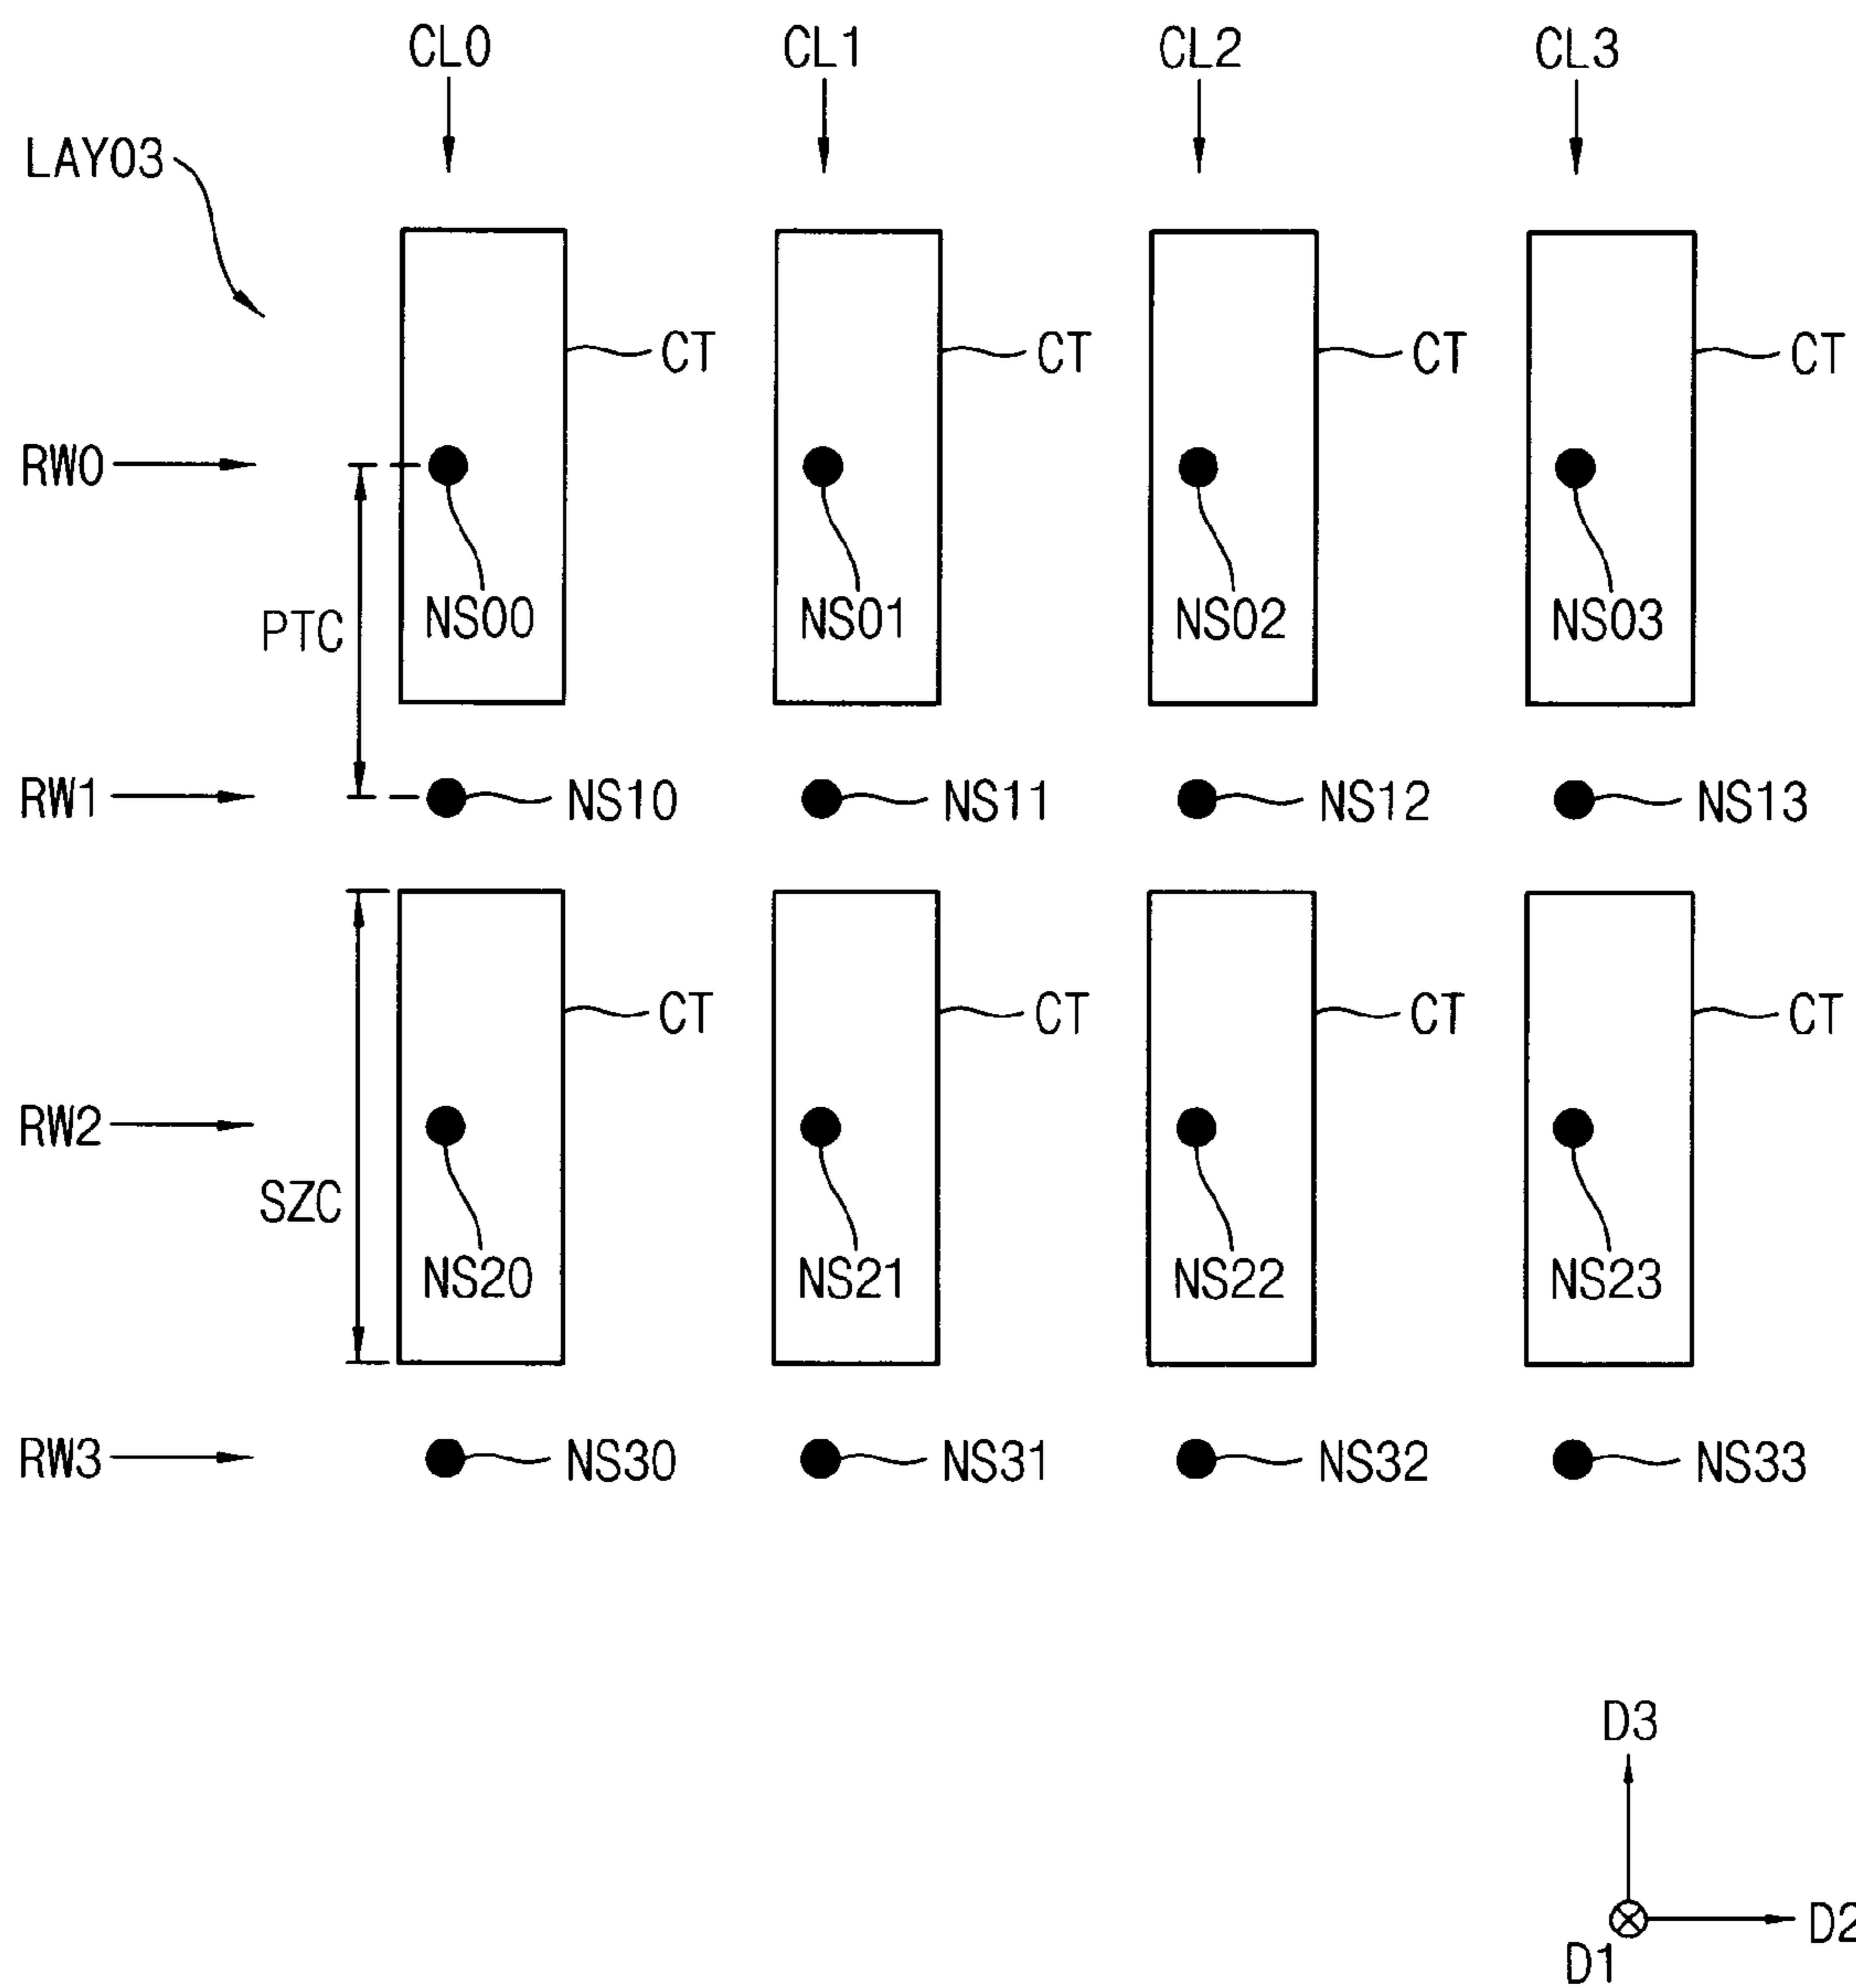 CL0 CL1 CL2 CL3
LAY03
CT CT CT CT
RW0
NS00 NS01 NS02 NS03
PTC
RW1 NS10 NS11 NS12 NS13
CT CT CT CT
RW2
SZC
NS20 NS21 NS22 NS23
RW3 NS30 NS31 NS32 NS33
D3
D2
D1